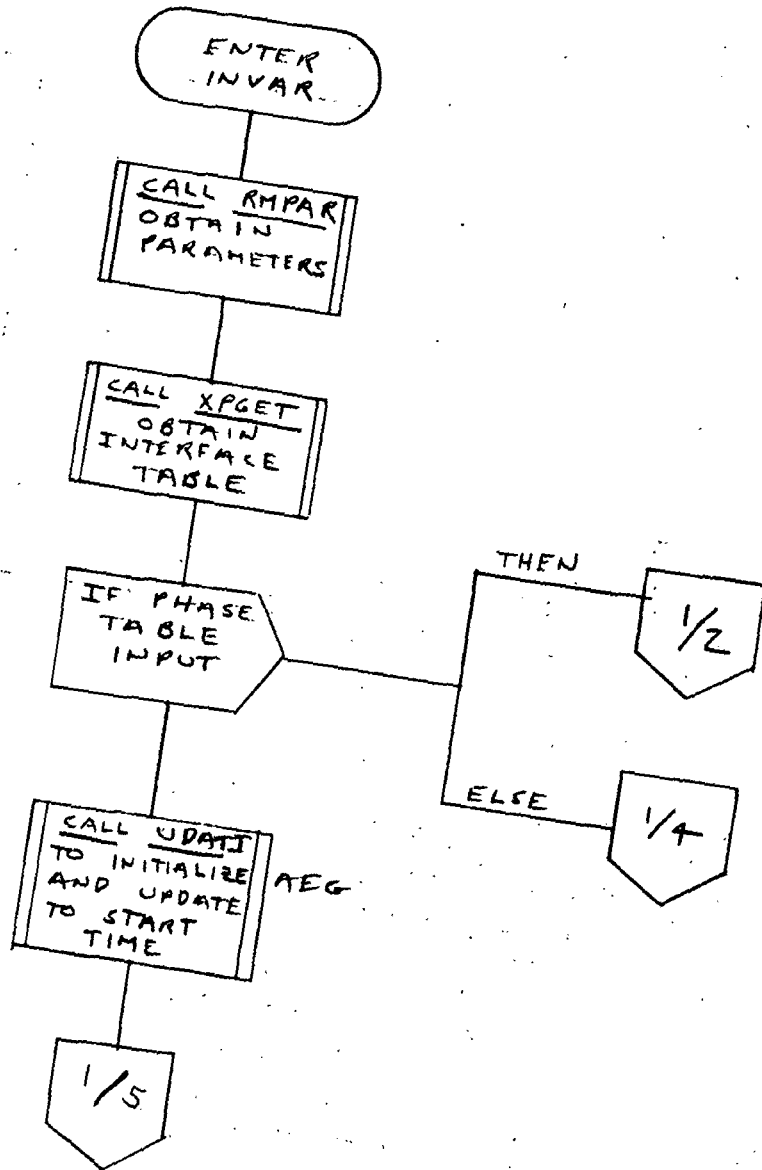 ENTER
INVAR
CALL RMPAR
OBTAIN
PARAMETERS
CALL XPGET
OBTAIN
INTERFACE
TABLE
IF PHASE
TABLE
INPUT
THEN
1/2
ELSE
1/4
CALL UDATI
TO INITIALIZE
AND UPDATE
TO START
TIME
AEG
1/5